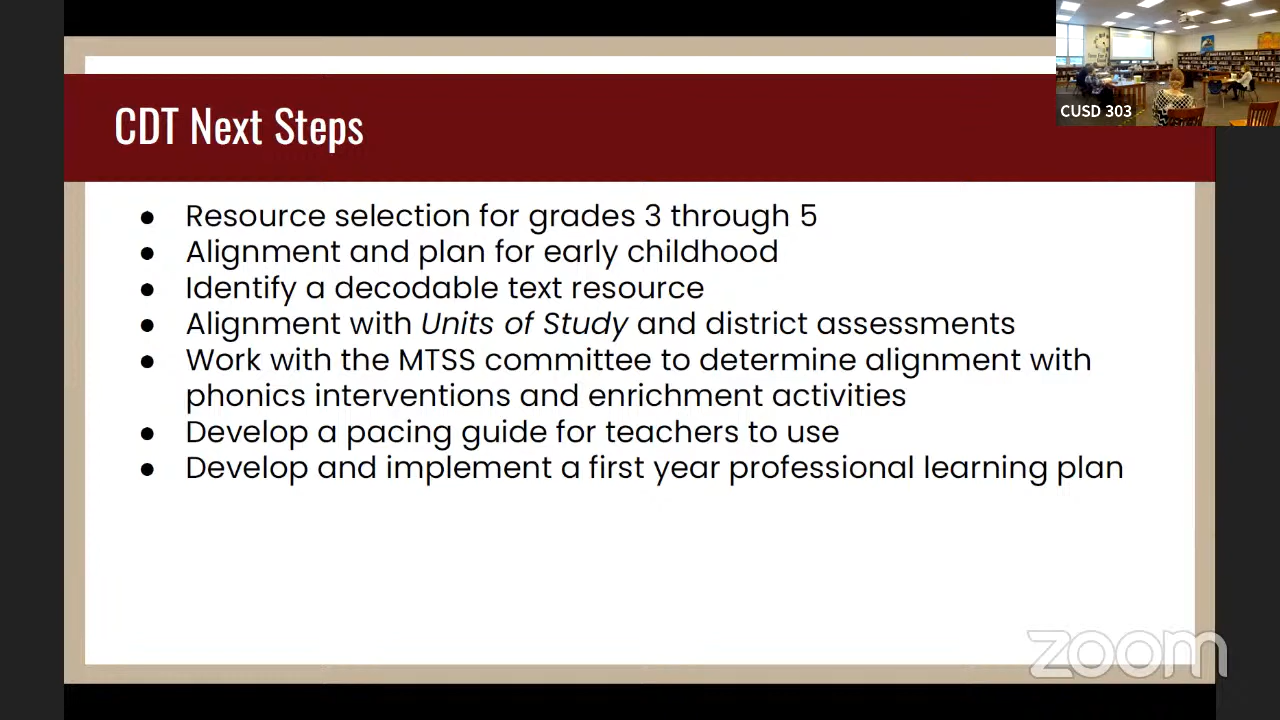 CDT Next Steps
CUSD 303
● Resource selection for grades 3 through 5
● Alignment and plan for early childhood
● Identify a decodable text resource
● Alignment with Units of Study and district assessments
● Work with the MTSS committee to determine alignment with
phonics interventions and enrichment activities
● Develop a pacing guide for teachers to use
● Develop and implement a first year professional learning plan
zoom